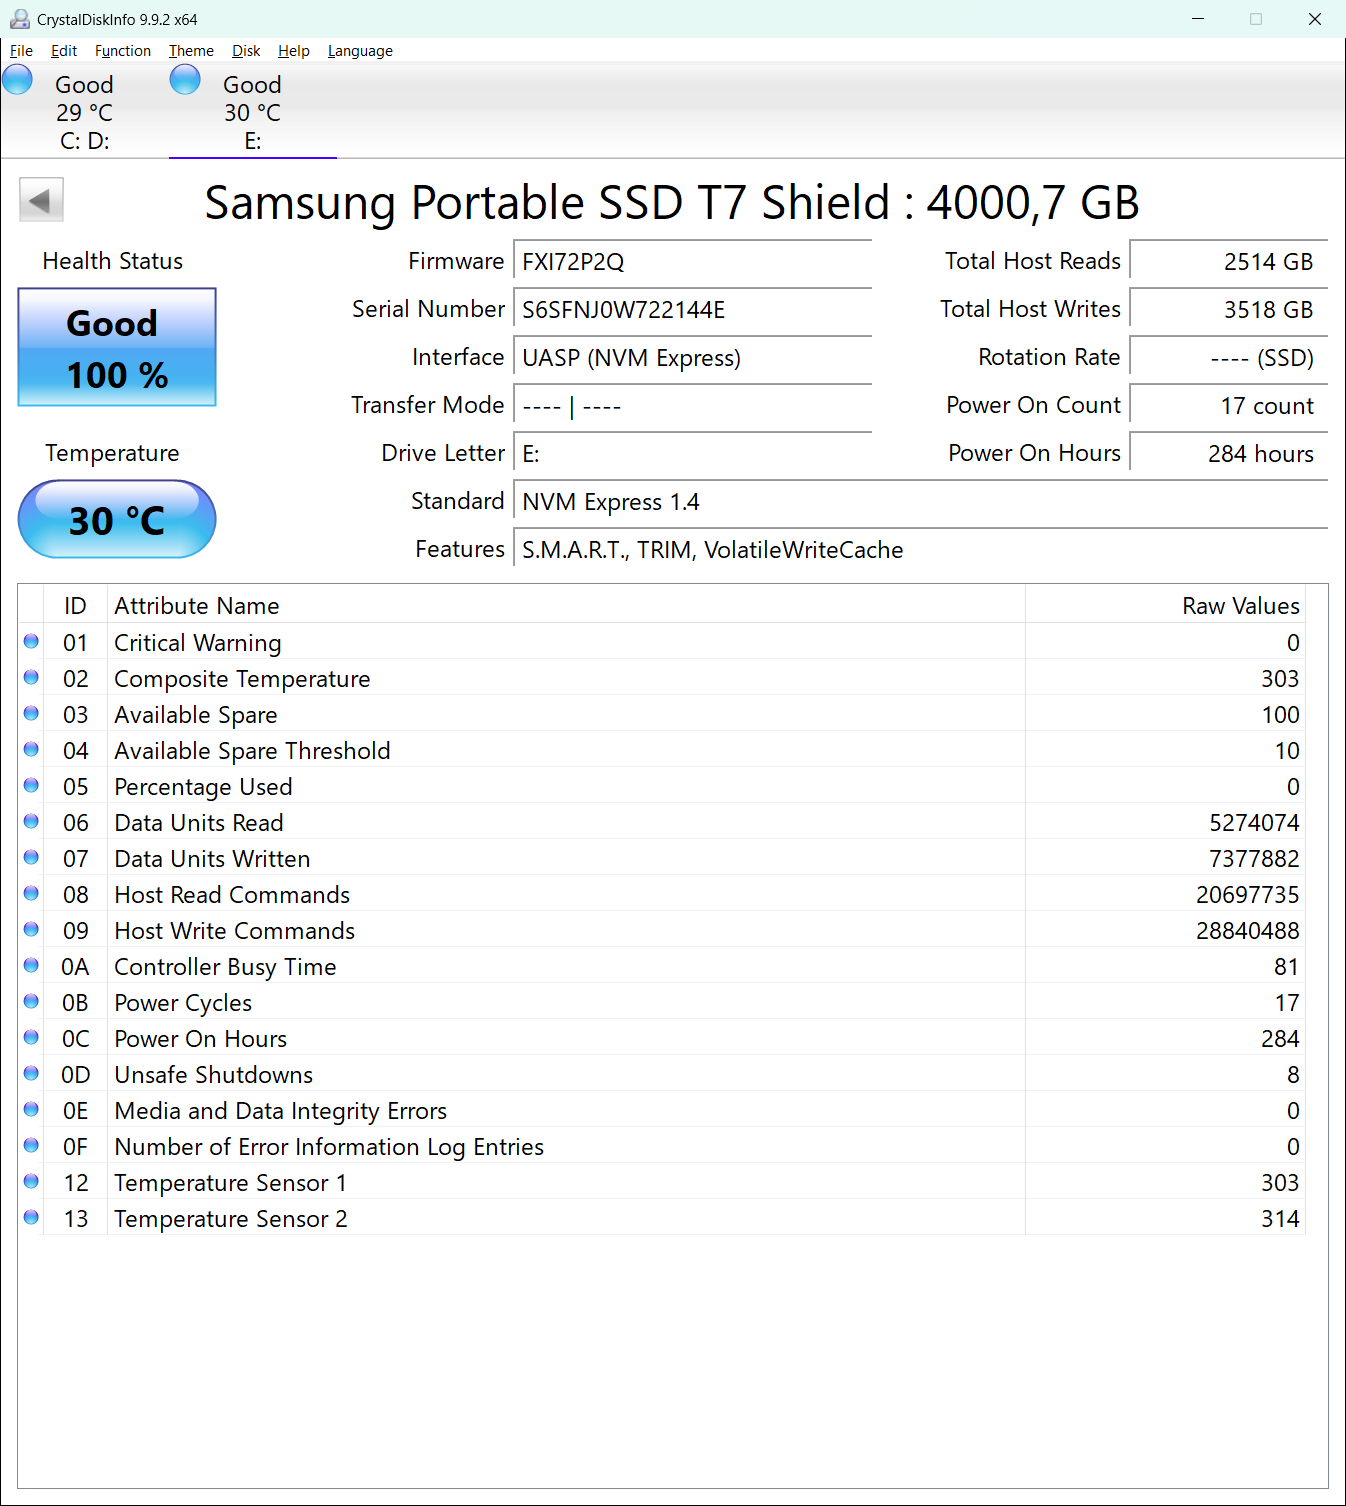 CrystalDiskInfo 9.9.2 x64
File Edit Function Theme Disk Help Language
Good Good
29 °C 30 °C
C: D: E:
Samsung Portable SSD T7 Shield : 4000,7 GB
Health Status
Good
100 %
Temperature
30 °C
Firmware FXI72P2Q
Serial Number S6SFNJ0W722144E
Interface UASP (NVM Express)
Transfer Mode ---- | ----
Drive Letter E:
Standard NVM Express 1.4
Features S.M.A.R.T., TRIM, VolatileWriteCache
Total Host Reads 2514 GB
Total Host Writes 3518 GB
Rotation Rate ---- (SSD)
Power On Count 17 count
Power On Hours 284 hours
ID Attribute Name Raw Values
01 Critical Warning 0
02 Composite Temperature 303
03 Available Spare 100
04 Available Spare Threshold 10
05 Percentage Used 0
06 Data Units Read 5274074
07 Data Units Written 7377882
08 Host Read Commands 20697735
09 Host Write Commands 28840488
0A Controller Busy Time 81
0B Power Cycles 17
0C Power On Hours 284
0D Unsafe Shutdowns 8
0E Media and Data Integrity Errors 0
0F Number of Error Information Log Entries 0
12 Temperature Sensor 1 303
13 Temperature Sensor 2 314